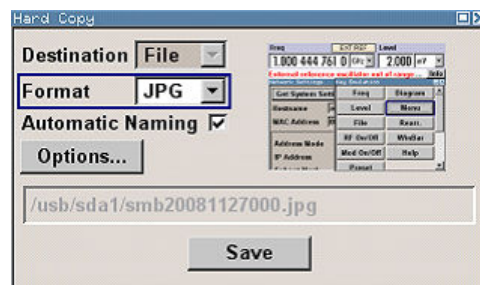 Hard Copy
Destination File
Format JPG
Automatic Naming
Options...
/usb/sda1/smb20081127000.jpg
Save
Freq EXT REF Level
1.000 444 761 0 GHz 2.000 mV
External reference oscillator out of range... Info
Get System Sett Freq Diagram
Hostname Level Menu
MAC Address File Rearr.
RF On/Off WinBar
Address Mode Mod On/Off Help
IP Address Preset